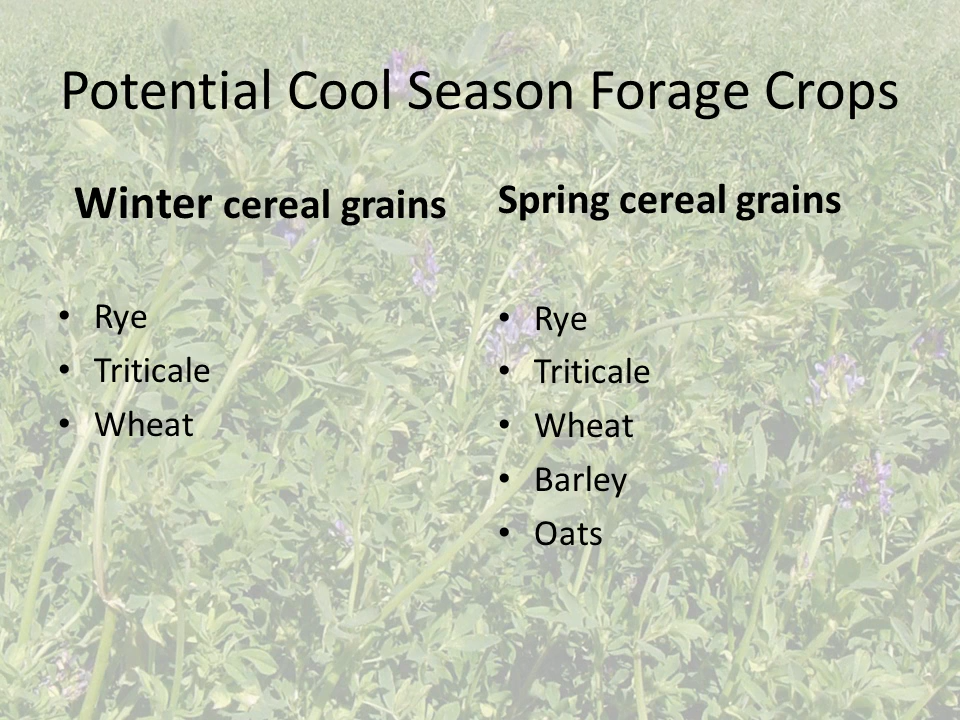 Potential Cool Season Forage Crops
Winter cereal grains
• Rye
• Triticale
• Wheat
Spring cereal grains
• Rye
• Triticale
• Wheat
• Barley
• Oats